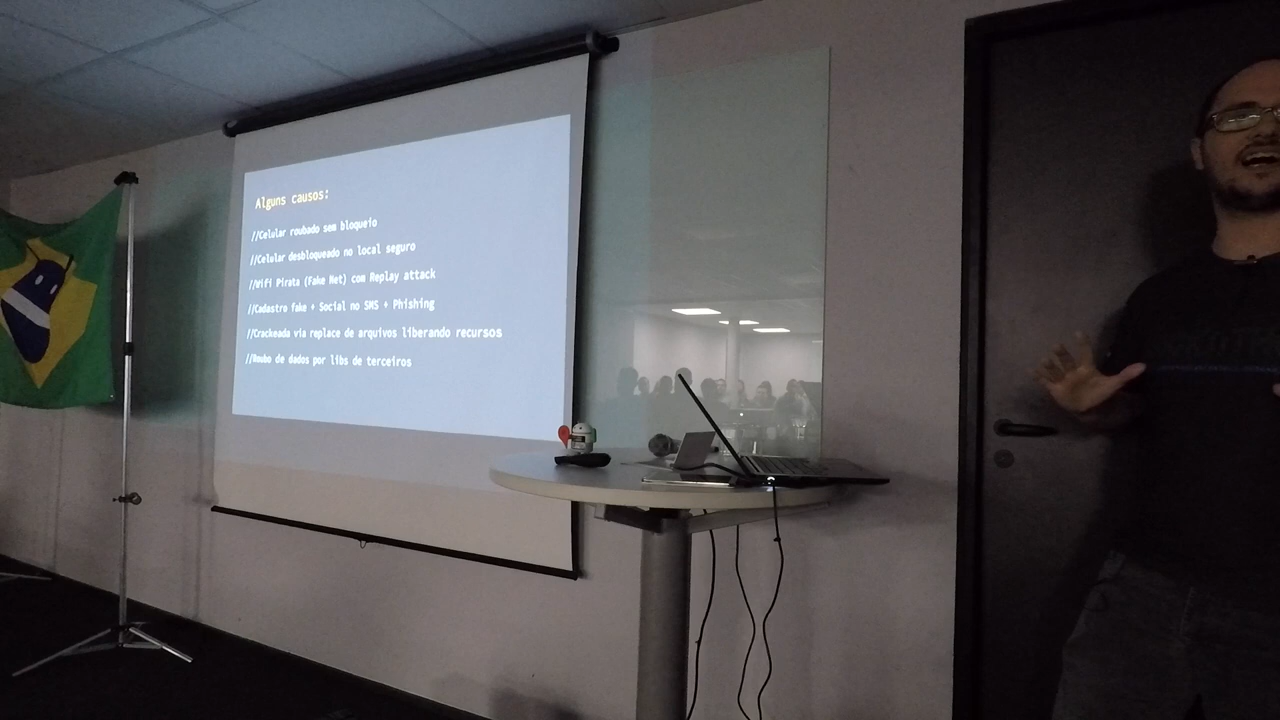 Alguns causos:
//Celular roubado sem bloqueio
//Celular desbloqueado no local seguro
//Wifi Pirata (Fake Net) com Replay attack
//Cadastro fake + Social no SMS + Phishing
//Crackeada via replace de arquivos liberando recursos
//Roubo de dados por libs de terceiros